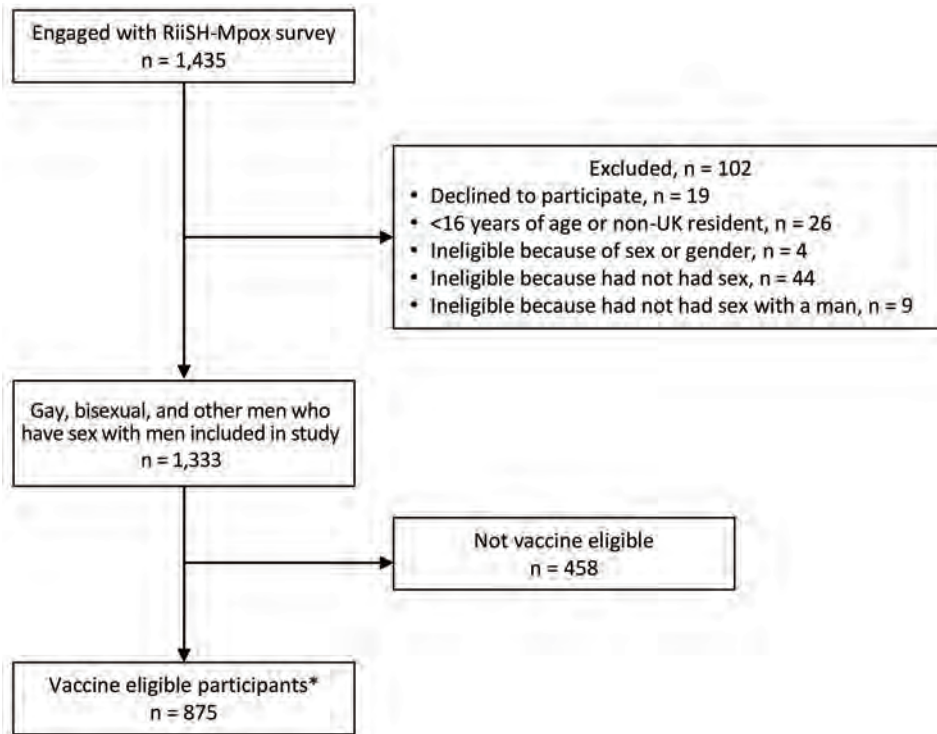 Engaged with RiiSH-Mpox survey
n = 1,435
Excluded, n = 102
• Declined to participate, n = 19
• <16 years of age or non-UK resident, n = 26
• Ineligible because of sex or gender, n = 4
• Ineligible because had not had sex, n = 44
• Ineligible because had not had sex with a man, n = 9
Gay, bisexual, and other men who
have sex with men included in study
n = 1,333
Not vaccine eligible
n = 458
Vaccine eligible participants*
n = 875